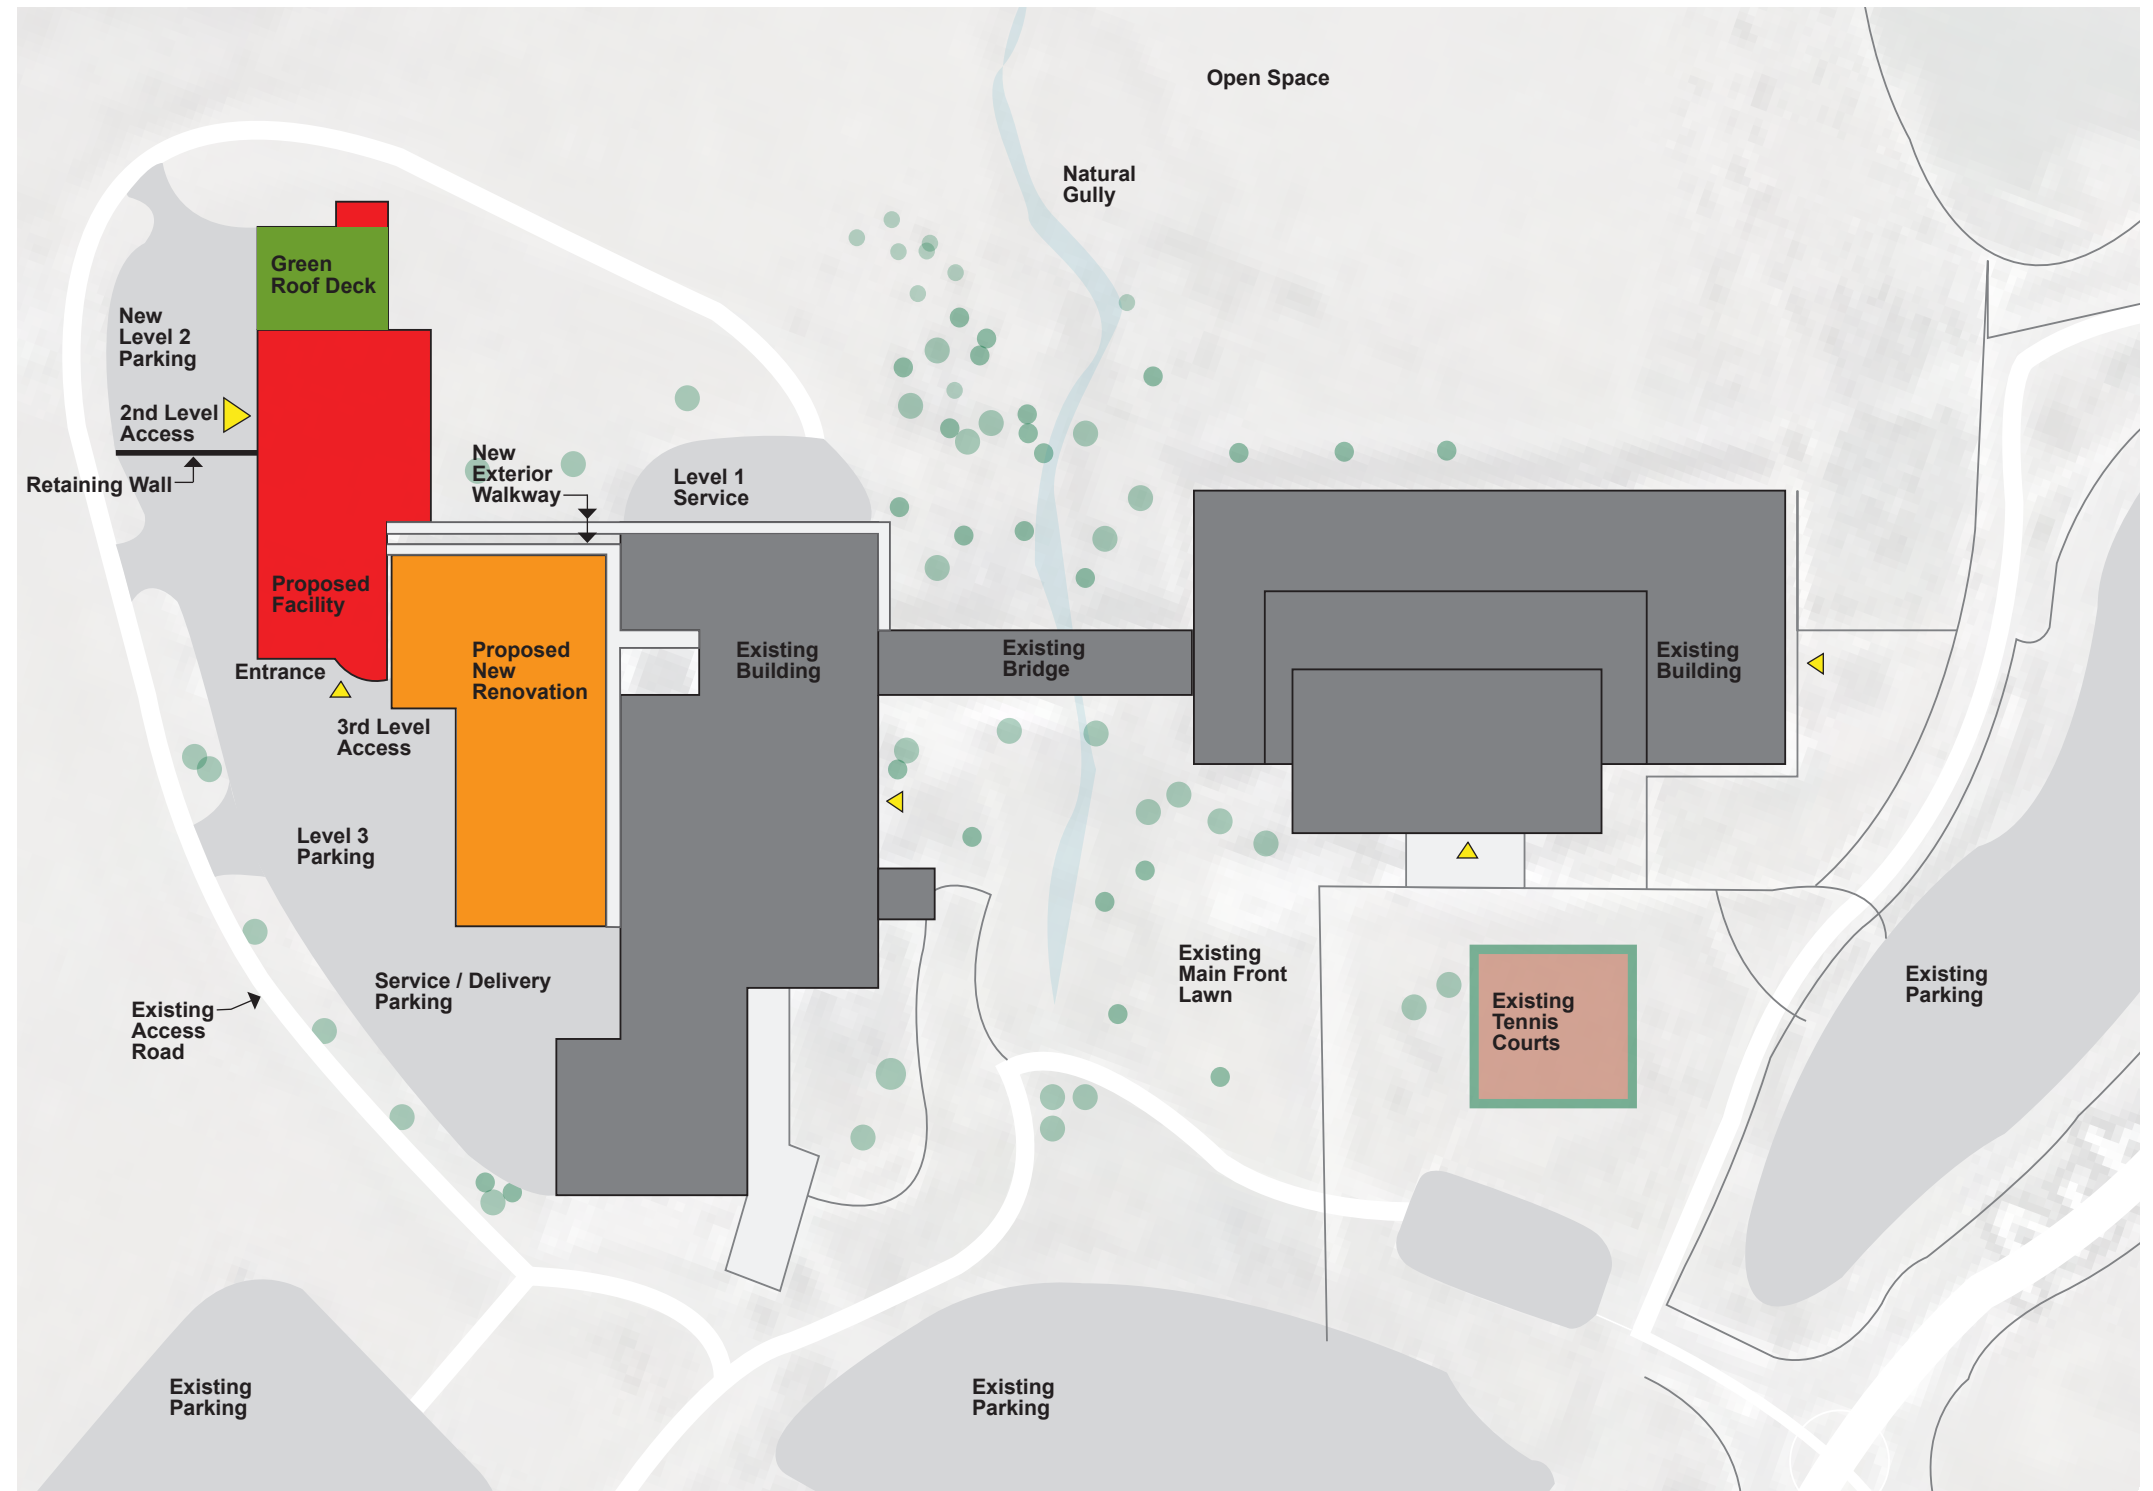 Open Space
Natural
Gully
Green
Roof Deck
New
Level 2
Parking
2nd Level
Access
Retaining Wall
New
Exterior
Walkway
Level 1
Service
Proposed
Facility
Entrance
3rd Level
Access
Proposed
New
Renovation
Existing
Building
Existing
Bridge
Existing
Building
Level 3
Parking
Service / Delivery
Parking
Existing
Access
Road
Existing
Main Front
Lawn
Existing
Tennis
Courts
Existing
Parking
Existing
Parking
Existing
Parking